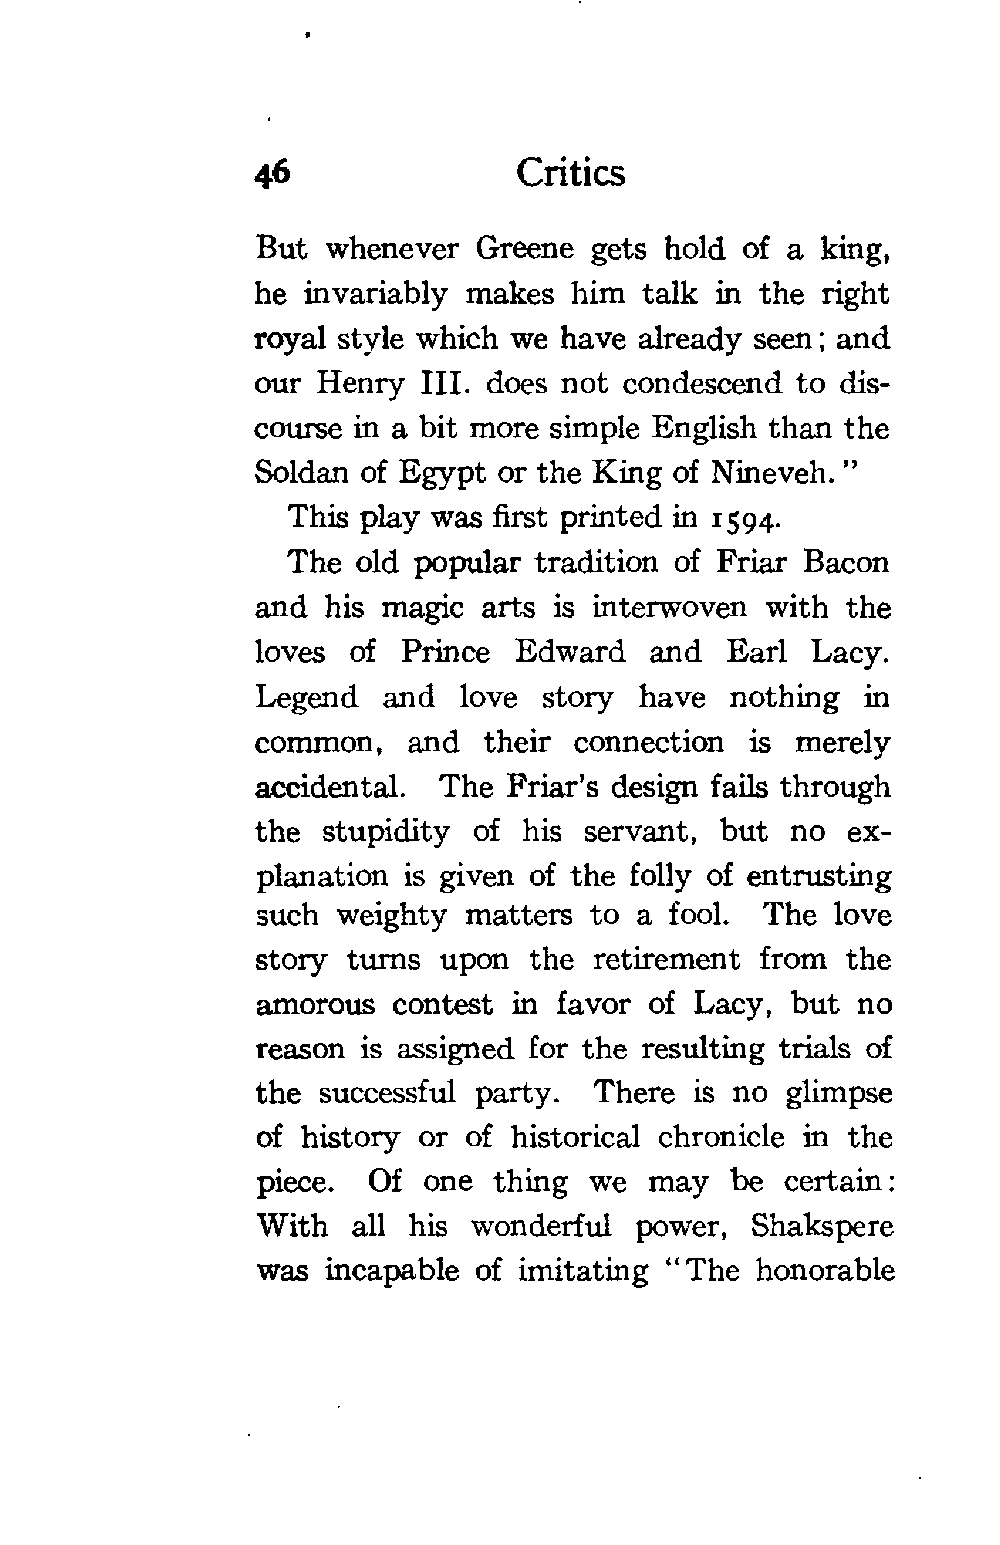 46 Critics
But whenever Greene gets hold of a king,
he invariably makes him talk in the right
royal style which we have already seen; and
our Henry III. does not condescend to dis-
course in a bit more simple English than the
Soldan of Egypt or the King of Nineveh."
This play was first printed in 1594.
The old popular tradition of Friar Bacon
and his magic arts is interwoven with the
loves of Prince Edward and Earl Lacy.
Legend and love story have nothing in
common, and their connection is merely
accidental. The Friar's design fails through
the stupidity of his servant, but no ex-
planation is given of the folly of entrusting
such weighty matters to a fool. The love
story turns upon the retirement from the
amorous contest in favor of Lacy, but no
reason is assigned for the resulting trials of
the successful party. There is no glimpse
of history or of historical chronicle in the
piece. Of one thing we may be certain:
With all his wonderful power, Shakspere
was incapable of imitating "The honorable